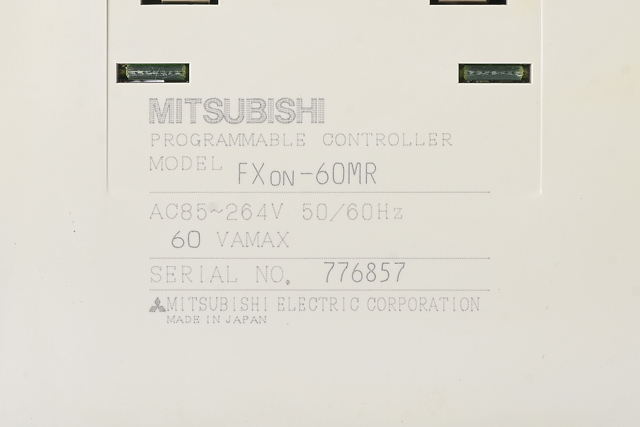 MITSUBISHI
PROGRAMMABLE CONTROLLER
MODEL FXON-60MR
AC85~264V 50/60Hz
60 VAMAX
SERIAL NO. 776857
MITSUBISHI ELECTRIC CORPORATION
MADE IN JAPAN